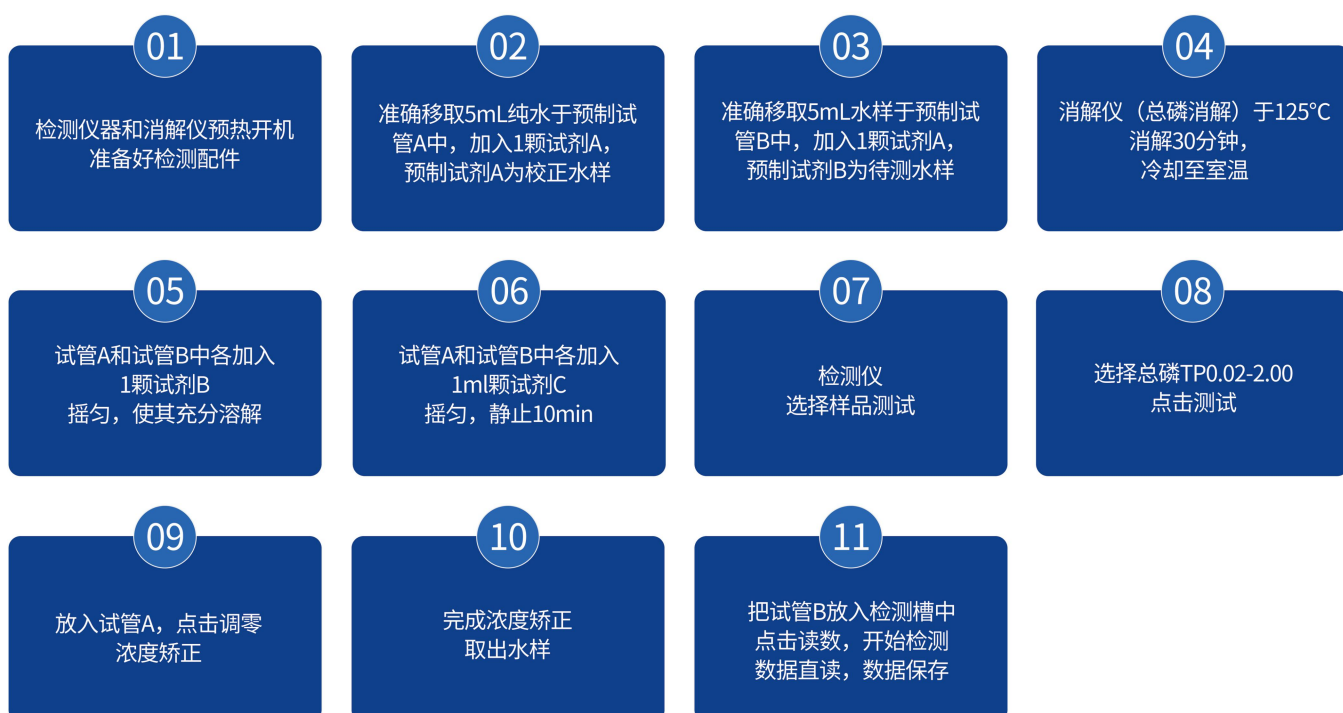 01
检测仪器和消解仪预热开机
准备好检测配件
02
准确移取5mL纯水于预制试
管A中，加入1颗试剂A，
预制试剂A为校正水样
03
准确移取5mL水样于预制试
管B中，加入1颗试剂A，
预制试剂B为待测水样
04
消解仪（总磷消解）于125°C
消解30分钟，
冷却至室温
05
试管A和试管B中各加入
1颗试剂B
摇匀，使其充分溶解
06
试管A和试管B中各加入
1ml颗试剂C
摇匀，静止10min
07
检测仪
选择样品测试
08
选择总磷TP0.02-2.00
点击测试
09
放入试管A，点击调零
浓度矫正
10
完成浓度矫正
取出水样
11
把试管B放入检测槽中
点击读数，开始检测
数据直读，数据保存